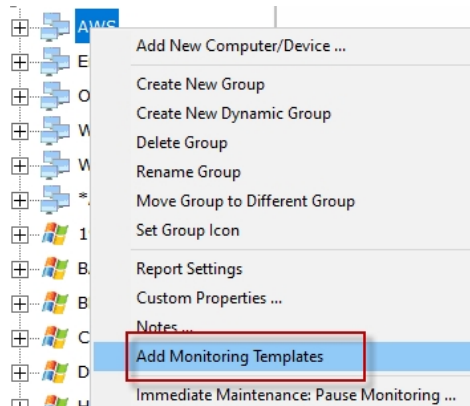 AWS
Add New Computer/Device ...
E
Create New Group
O
Create New Dynamic Group
W
Delete Group
W
Rename Group
*.
Move Group to Different Group
1
Set Group Icon
B
Report Settings
B
Custom Properties ...
C
Notes ...
D
Add Monitoring Templates
H
Immediate Maintenance: Pause Monitoring ...